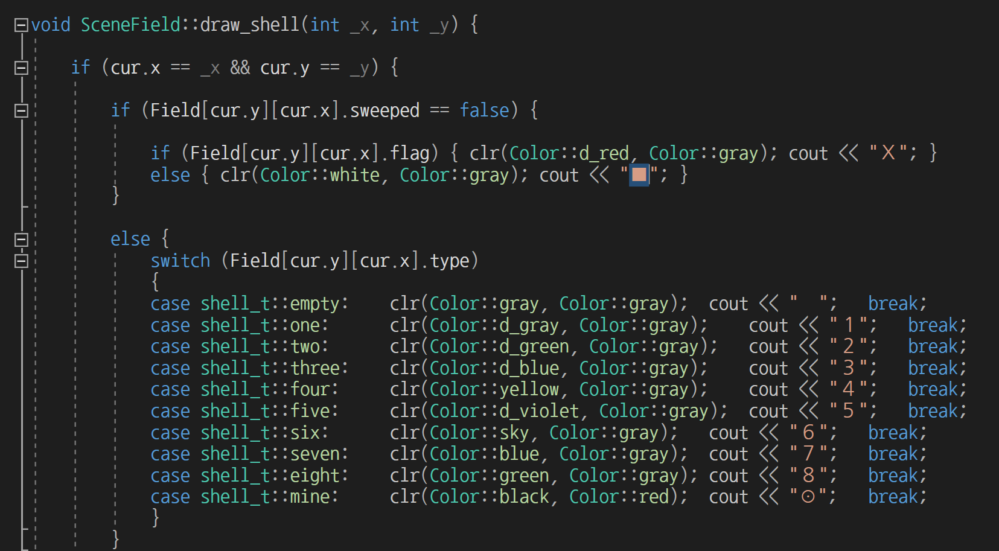 void SceneField::draw_shell(int _x, int _y) {
if (cur.x == _x && cur.y == _y) {
if (Field[cur.y][cur.x].sweeped == false) {
if (Field[cur.y][cur.x].flag) { clr(Color::d_red, Color::gray); cout << "Ⅹ"; }
else { clr(Color::white, Color::gray); cout << "■"; }
}
else {
switch (Field[cur.y][cur.x].type)
{
case shell_t::empty:    clr(Color::gray, Color::gray);  cout << "  ";   break;
case shell_t::one:      clr(Color::d_gray, Color::gray);    cout << "１";   break;
case shell_t::two:      clr(Color::d_green, Color::gray);   cout << "２";   break;
case shell_t::three:    clr(Color::d_blue, Color::gray);    cout << "３";   break;
case shell_t::four:     clr(Color::yellow, Color::gray);    cout << "４";   break;
case shell_t::five:     clr(Color::d_violet, Color::gray);  cout << "５";   break;
case shell_t::six:      clr(Color::sky, Color::gray);   cout << "６";   break;
case shell_t::seven:    clr(Color::blue, Color::gray);  cout << "７";   break;
case shell_t::eight:    clr(Color::green, Color::gray); cout << "８";   break;
case shell_t::mine:     clr(Color::black, Color::red);  cout << "⊙";   break;
}
}